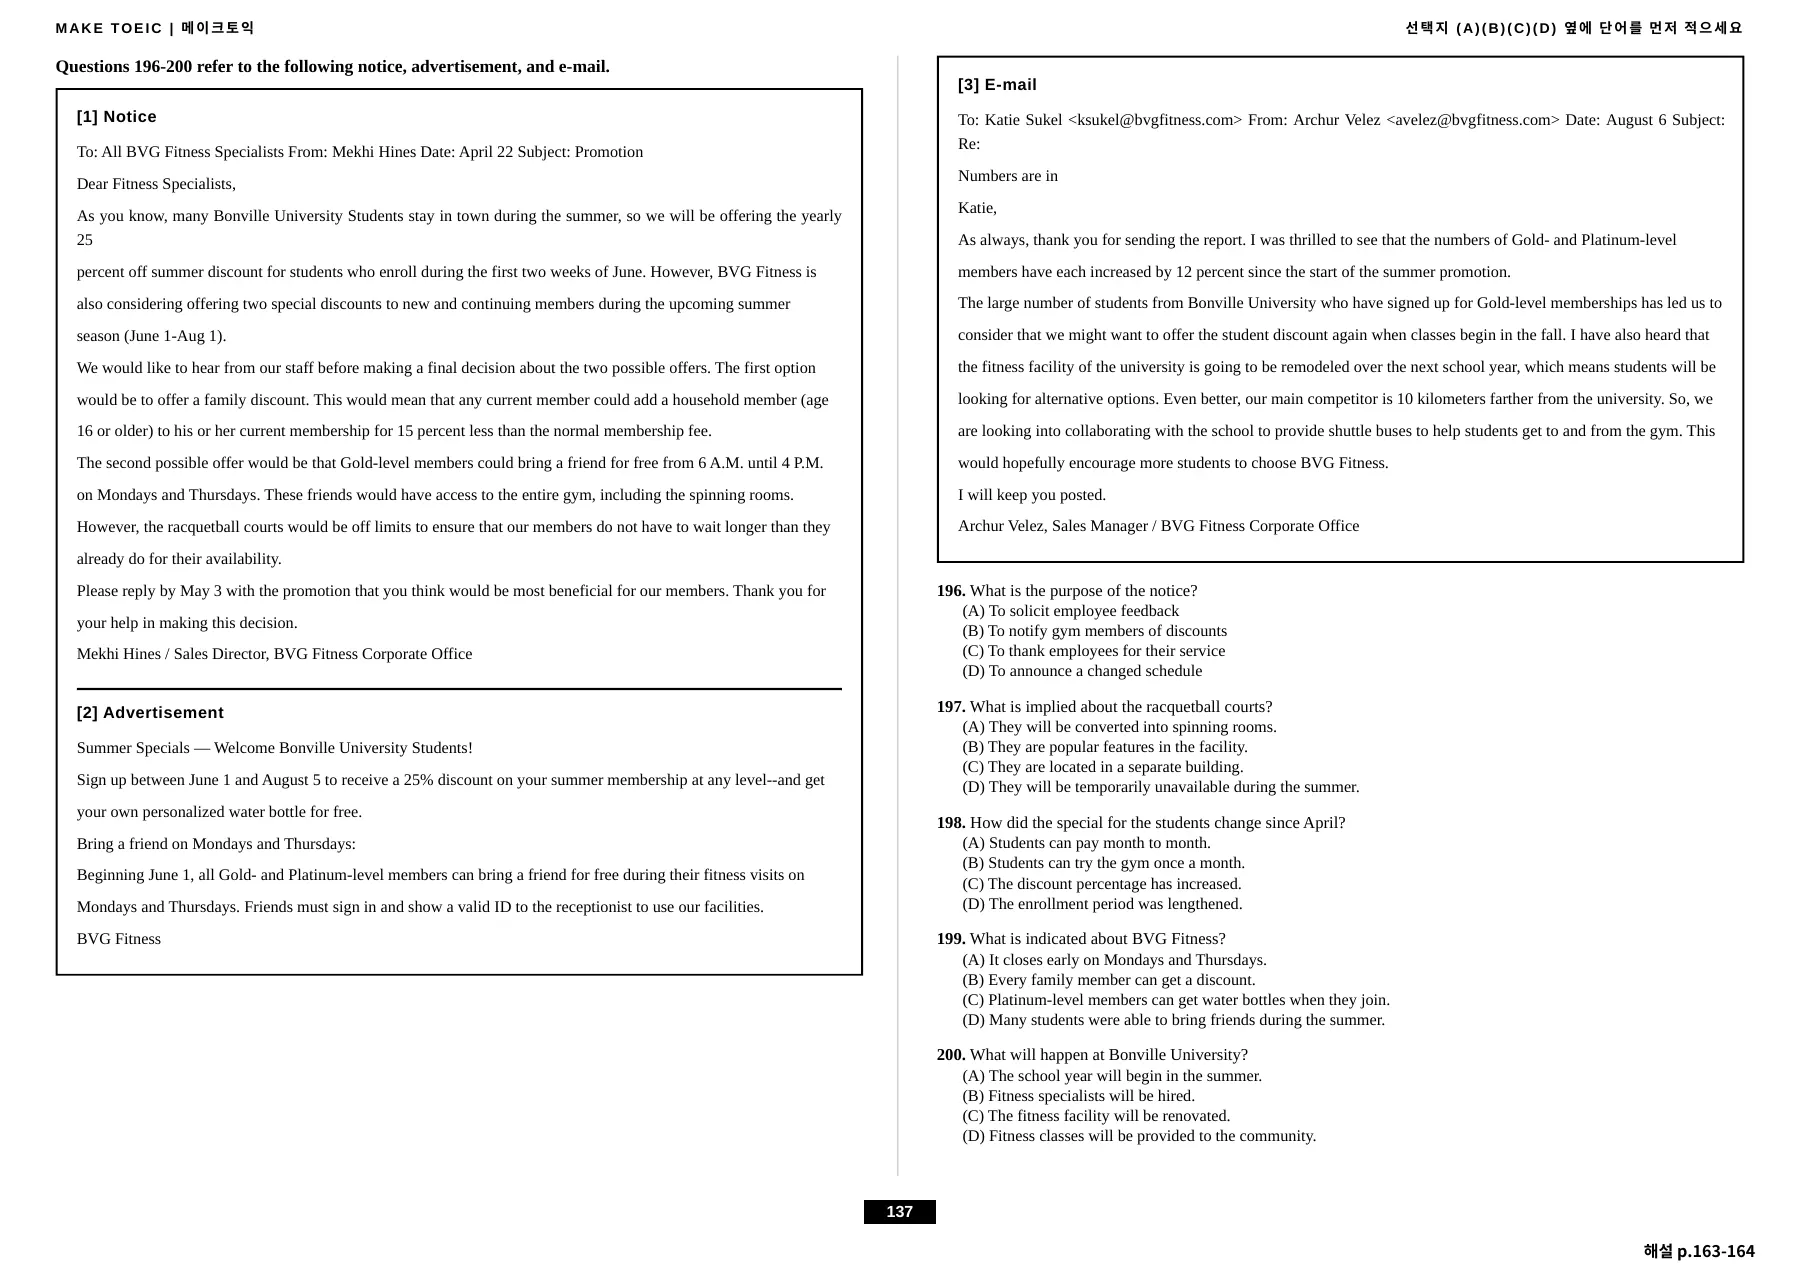 MAKE TOEIC | 메이크토익
선택지 (A)(B)(C)(D) 옆에 단어를 먼저 적으세요
Questions 196-200 refer to the following notice, advertisement, and e-mail.
[1] Notice
To: All BVG Fitness Specialists From: Mekhi Hines Date: April 22 Subject: Promotion
Dear Fitness Specialists,
As you know, many Bonville University Students stay in town during the summer, so we will be offering the yearly
25
percent off summer discount for students who enroll during the first two weeks of June. However, BVG Fitness is
also considering offering two special discounts to new and continuing members during the upcoming summer
season (June 1-Aug 1).
We would like to hear from our staff before making a final decision about the two possible offers. The first option
would be to offer a family discount. This would mean that any current member could add a household member (age
16 or older) to his or her current membership for 15 percent less than the normal membership fee.
The second possible offer would be that Gold-level members could bring a friend for free from 6 A.M. until 4 P.M.
on Mondays and Thursdays. These friends would have access to the entire gym, including the spinning rooms.
However, the racquetball courts would be off limits to ensure that our members do not have to wait longer than they
already do for their availability.
Please reply by May 3 with the promotion that you think would be most beneficial for our members. Thank you for
your help in making this decision.
Mekhi Hines / Sales Director, BVG Fitness Corporate Office
[2] Advertisement
Summer Specials — Welcome Bonville University Students!
Sign up between June 1 and August 5 to receive a 25% discount on your summer membership at any level--and get
your own personalized water bottle for free.
Bring a friend on Mondays and Thursdays:
Beginning June 1, all Gold- and Platinum-level members can bring a friend for free during their fitness visits on
Mondays and Thursdays. Friends must sign in and show a valid ID to the receptionist to use our facilities.
BVG Fitness
[3] E-mail
To: Katie Sukel <ksukel@bvgfitness.com> From: Archur Velez <avelez@bvgfitness.com> Date: August 6 Subject:
Re:
Numbers are in
Katie,
As always, thank you for sending the report. I was thrilled to see that the numbers of Gold- and Platinum-level
members have each increased by 12 percent since the start of the summer promotion.
The large number of students from Bonville University who have signed up for Gold-level memberships has led us to
consider that we might want to offer the student discount again when classes begin in the fall. I have also heard that
the fitness facility of the university is going to be remodeled over the next school year, which means students will be
looking for alternative options. Even better, our main competitor is 10 kilometers farther from the university. So, we
are looking into collaborating with the school to provide shuttle buses to help students get to and from the gym. This
would hopefully encourage more students to choose BVG Fitness.
I will keep you posted.
Archur Velez, Sales Manager / BVG Fitness Corporate Office
196. What is the purpose of the notice?
(A) To solicit employee feedback
(B) To notify gym members of discounts
(C) To thank employees for their service
(D) To announce a changed schedule
197. What is implied about the racquetball courts?
(A) They will be converted into spinning rooms.
(B) They are popular features in the facility.
(C) They are located in a separate building.
(D) They will be temporarily unavailable during the summer.
198. How did the special for the students change since April?
(A) Students can pay month to month.
(B) Students can try the gym once a month.
(C) The discount percentage has increased.
(D) The enrollment period was lengthened.
199. What is indicated about BVG Fitness?
(A) It closes early on Mondays and Thursdays.
(B) Every family member can get a discount.
(C) Platinum-level members can get water bottles when they join.
(D) Many students were able to bring friends during the summer.
200. What will happen at Bonville University?
(A) The school year will begin in the summer.
(B) Fitness specialists will be hired.
(C) The fitness facility will be renovated.
(D) Fitness classes will be provided to the community.
137
해설 p.163-164